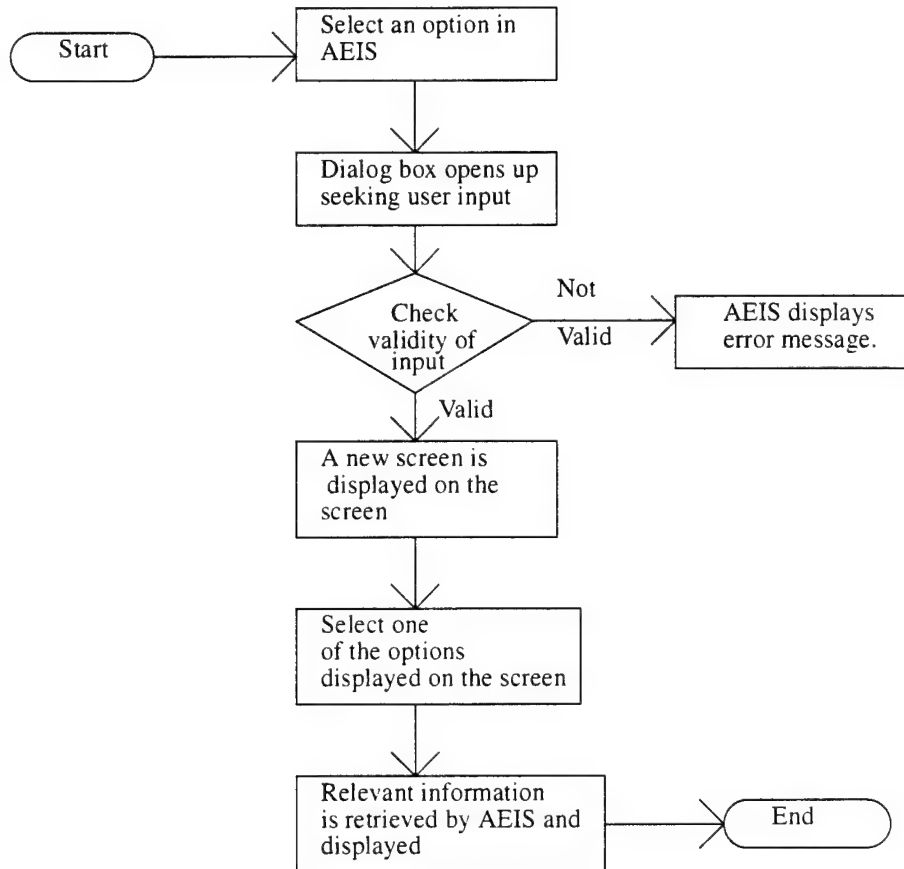 Start
Select an option in
AEIS
Dialog box opens up
seeking user input
Check
validity of
input
Not
Valid
AEIS displays
error message.
Valid
A new screen is
displayed on the
screen
Select one
of the options
displayed on the screen
Relevant information
is retrieved by AEIS and
displayed
End